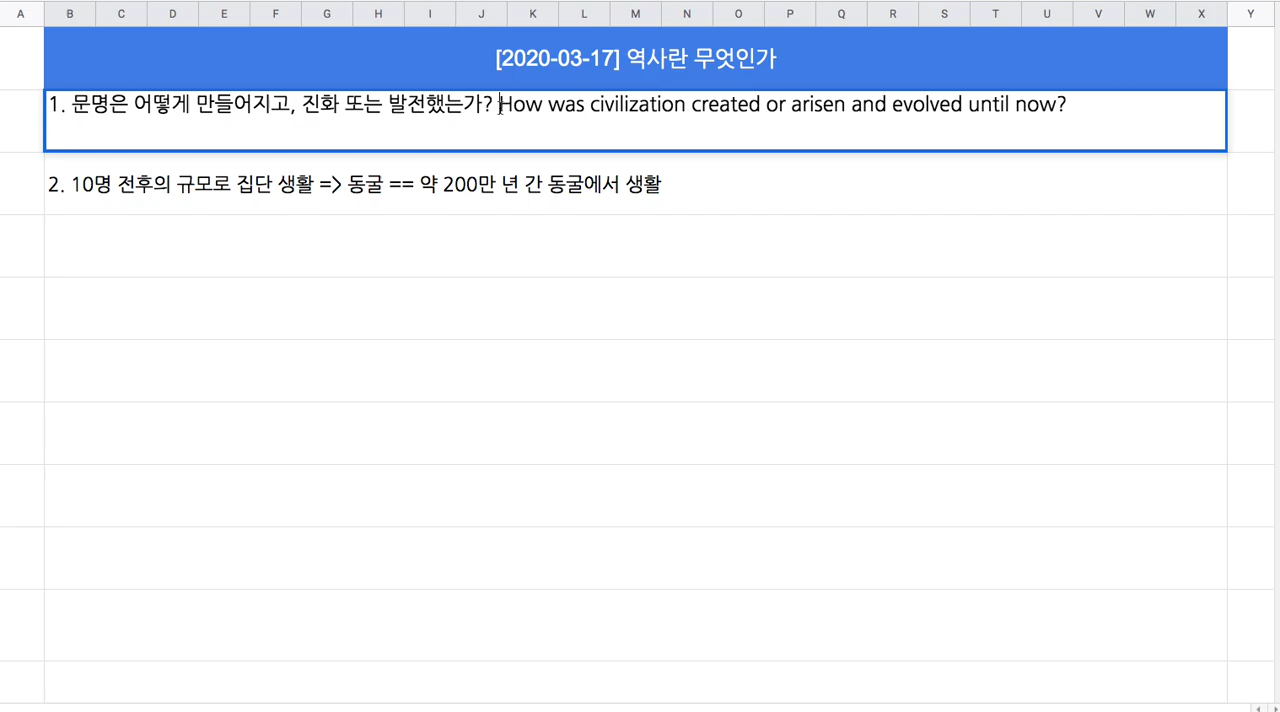 A B C D E F G H I J K L M N O P Q R S T U V W X Y
[2020-03-17] 역사란 무엇인가
1. 문명은 어떻게 만들어지고, 진화 또는 발전했는가? How was civilization created or arisen and evolved until now?
2. 10명 전후의 규모로 집단 생활 => 동굴 == 약 200만 년 간 동굴에서 생활